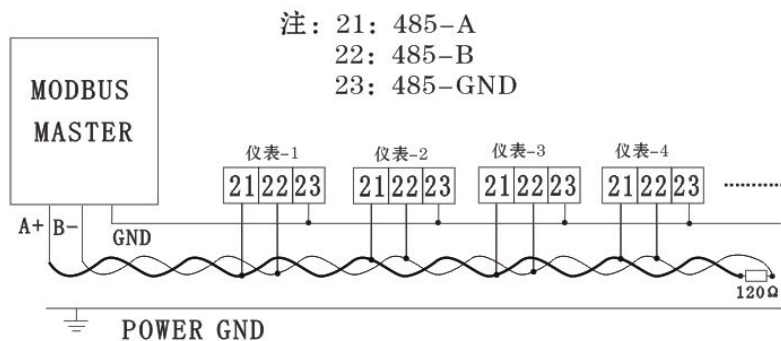 注: 21: 485-A
22: 485-B
23: 485-GND
MODBUS
MASTER
仪表-1
仪表-2
仪表-3
仪表-4
21 22 23
21 22 23
21 22 23
21 22 23
A+ B-
GND
120Ω
POWER GND